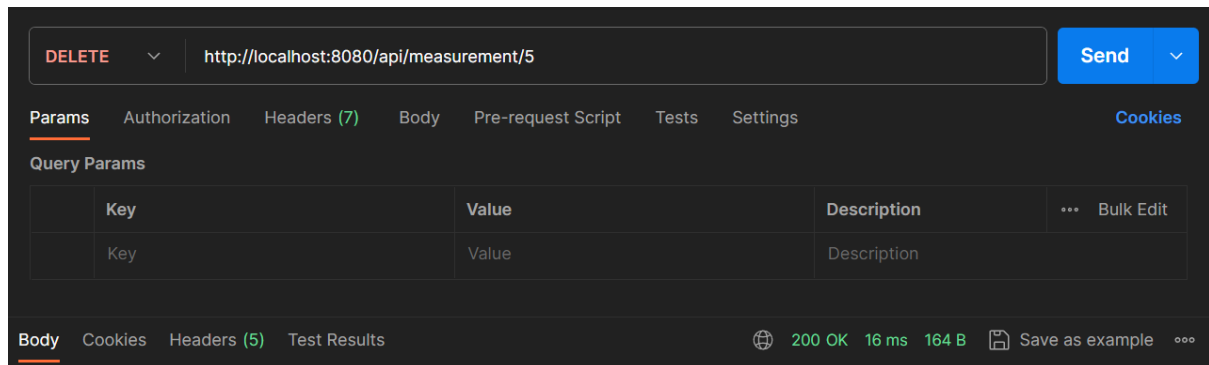 DELETE http://localhost:8080/api/measurement/5 Send
Params Authorization Headers (7) Body Pre-request Script Tests Settings Cookies
Query Params
Key Value Description Bulk Edit
Key Value Description
Body Cookies Headers (5) Test Results 200 OK 16 ms 164 B Save as example